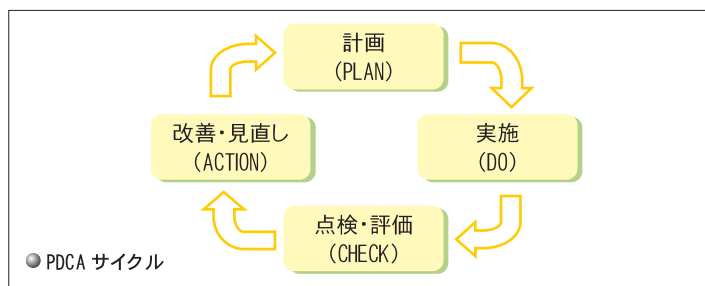 計画
(PLAN)
改善・見直し
(ACTION)
実施
(DO)
点検・評価
(CHECK)
PDCA サイクル